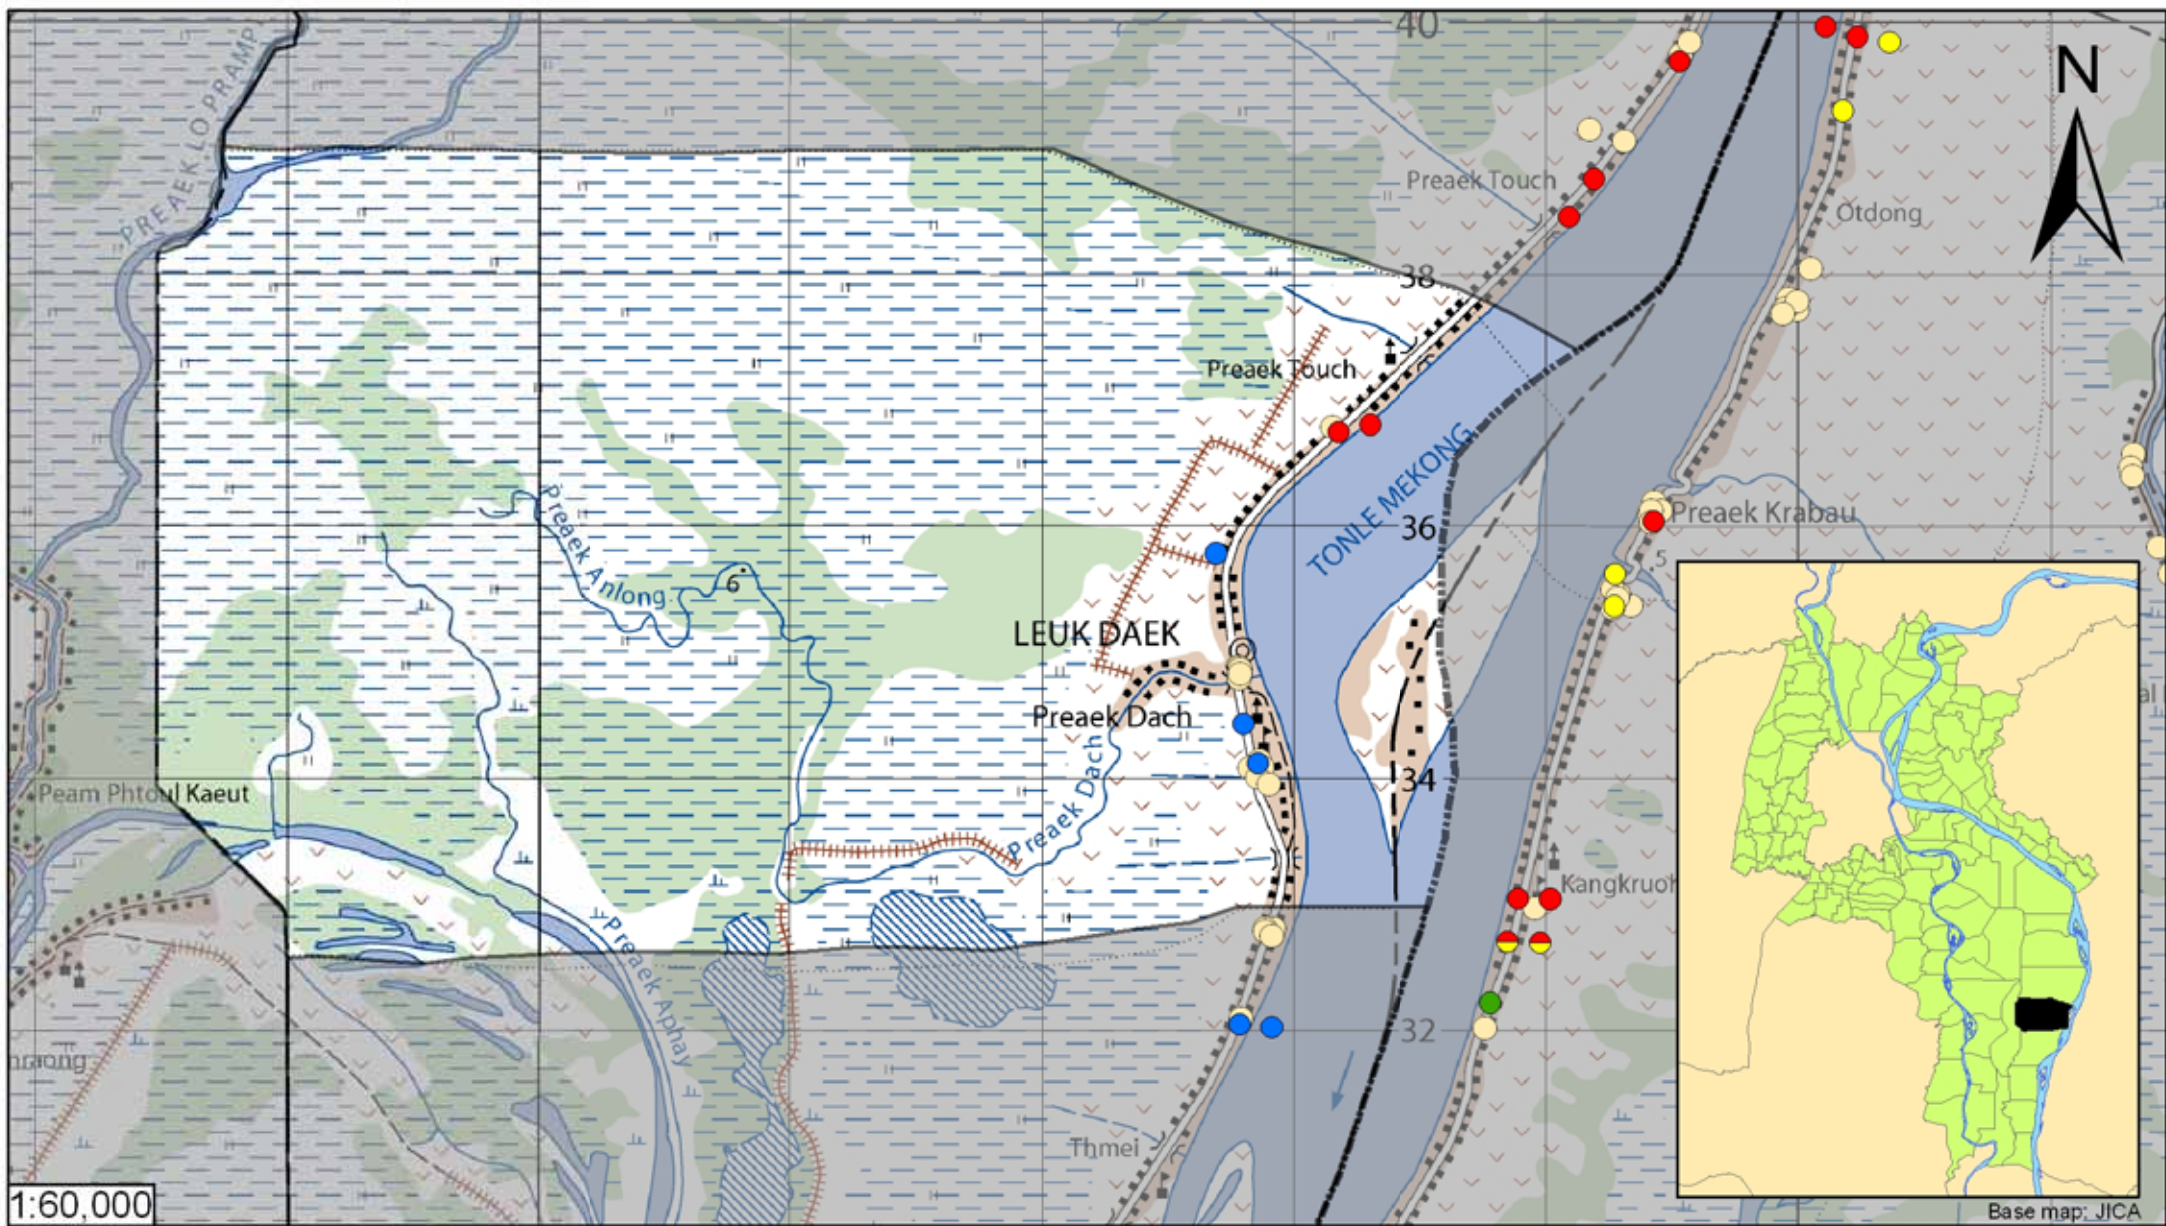 40
N
PREAEK LO PRAMPI
Preaek Touch
Otdong
38
Preaek Touch
TONLE MEKONG
Preaek Anlong
36
Preaek Krabau
5
6
LEUK DAEK
Preaek Dach
34
Peam Phtoul Kaeut
Preaek Dach
Kangkruoh
Preaek Aphay
32
Thmei
1:60,000
Base map: JICA